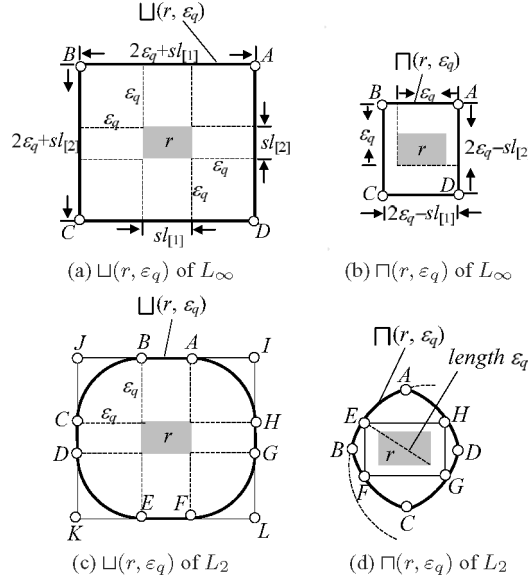 ⊔(r, εq)
B 2εq+sl[1] A
εq
2εq+sl[2] εq r sl[2]
εq
εq
C sl[1] D
(a) ⊔(r, εq) of L∞
⊓(r, εq)
B εq A
εq r 2εq−sl[2
C D
2εq−sl[1]
(b) ⊓(r, εq) of L∞
⊔(r, εq)
J B A I
εq
C εq r H
D G
K E F L
(c) ⊔(r, εq) of L2
⊓(r, εq)
length εq
A
E H
B r D
F G
C
(d) ⊓(r, εq) of L2